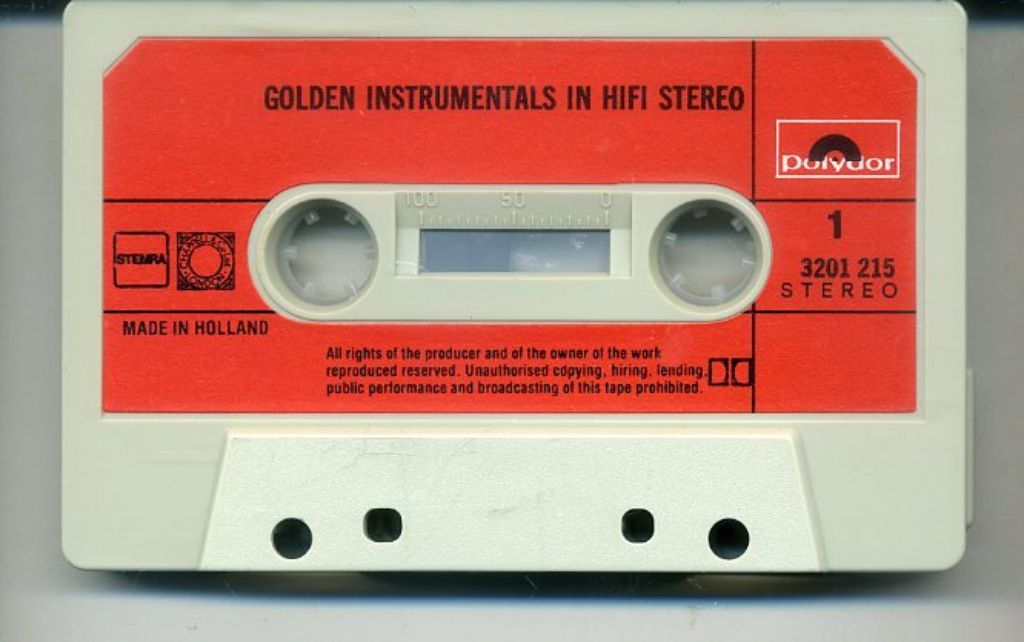 GOLDEN INSTRUMENTALS IN HIFI STEREO
polydor
100 50 0
1
3201 215
STEREO
STEMRA
MADE IN HOLLAND
All rights of the producer and of the owner of the work
reproduced reserved. Unauthorised copying, hiring, lending,
public performance and broadcasting of this tape prohibited.